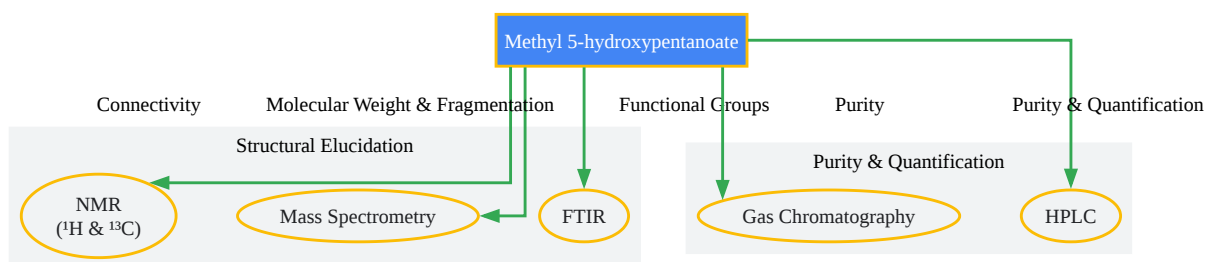 Methyl 5-hydroxypentanoate
Connectivity
Molecular Weight & Fragmentation
Functional Groups
Purity
Purity & Quantification
Structural Elucidation
Purity & Quantification
NMR
(¹H & ¹³C)
Mass Spectrometry
FTIR
Gas Chromatography
HPLC